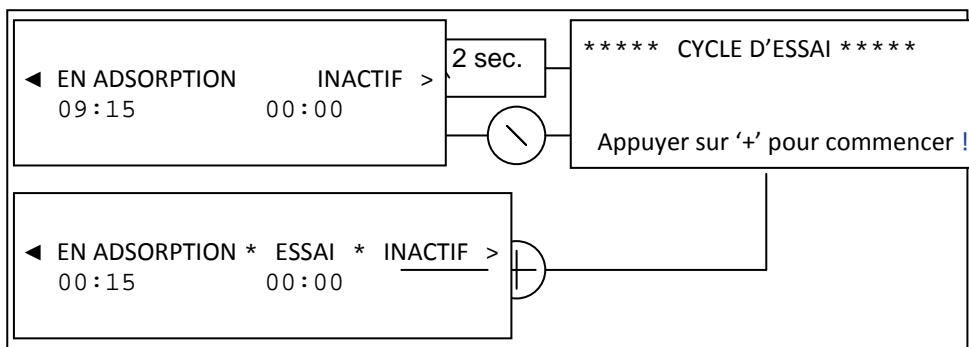 ◄ EN ADSORPTION INACTIF >
09:15 00:00
2 sec.
***** CYCLE D’ESSAI *****
Appuyer sur ‘+’ pour commencer !
◄ EN ADSORPTION * ESSAI * INACTIF >
00:15 00:00